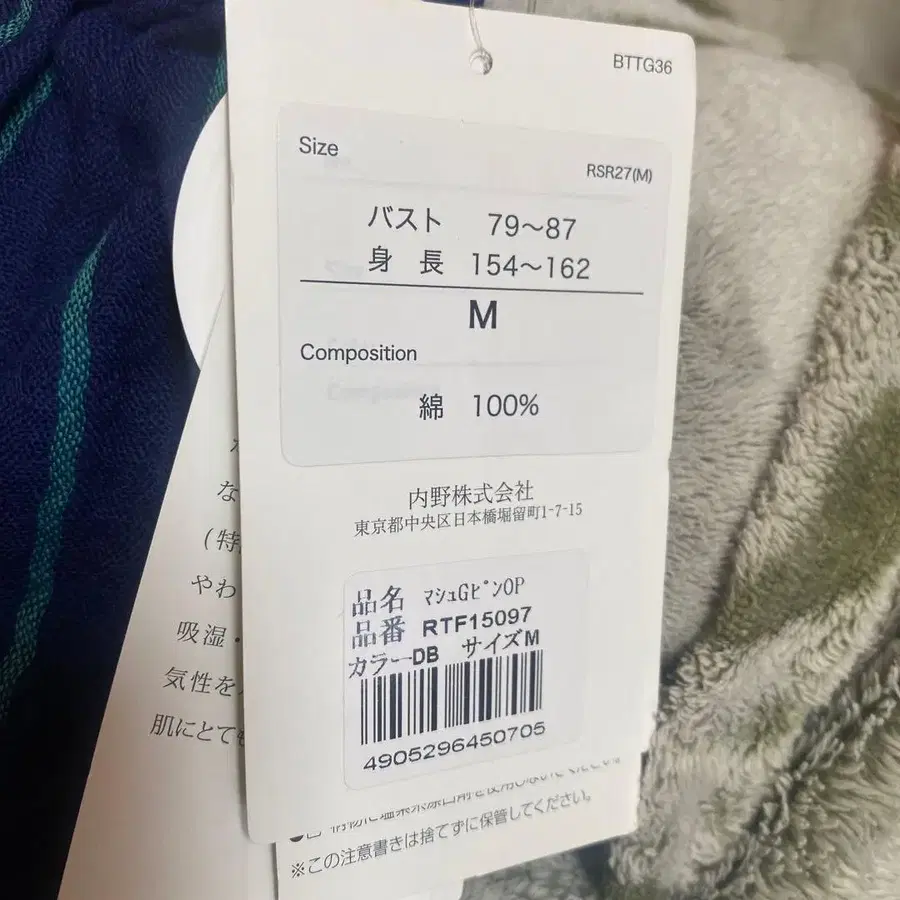 BTTG36
Size
RSR27(M)
バスト 79〜87
身 長 154〜162
M
Composition
綿 100%
内野株式会社
東京都中央区日本橋堀留町1-7-15
品名 ﾏｼｭGﾋﾟﾝOP
品番 RTF15097
カラーDB サイズM
4905296450705
な
(特
やわ
吸湿・
気性を
肌にとても
※この注意書きは捨てずに保管してください。